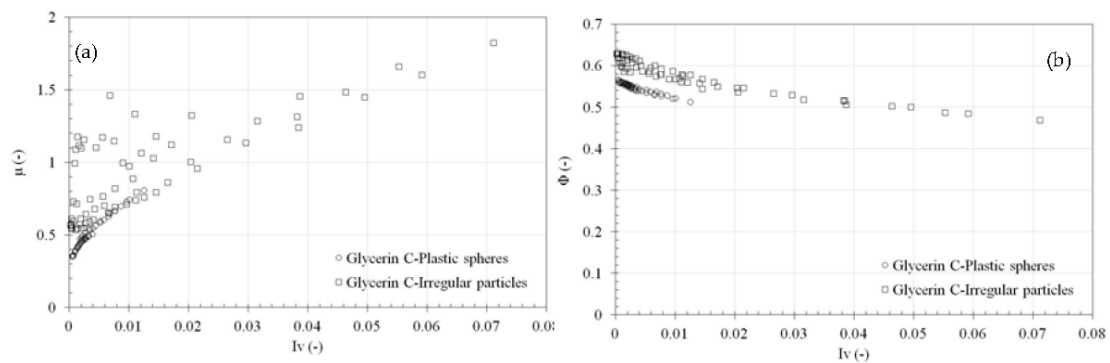 (a)
2
1.5
1
0.5
0
μ (-)
0 0.01 0.02 0.03 0.04 0.05 0.06 0.07 0.08
Iv (-)
Glycerin C-Plastic spheres
Glycerin C-Irregular particles
(b)
0.7
0.6
0.5
0.4
0.3
0.2
0.1
0
Φ (-)
0 0.01 0.02 0.03 0.04 0.05 0.06 0.07 0.08
Iv (-)
Glycerin C-Plastic spheres
Glycerin C-Irregular particles